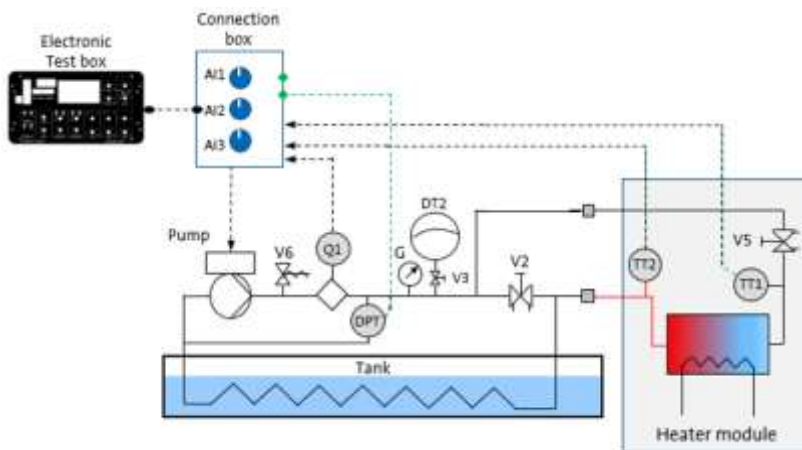 Connection
box
Electronic
Test box
AI1
AI2
AI3
DT2
Pump
V6
Q1
G
V3
V2
V5
TT2
TT1
DPT
Tank
Heater module